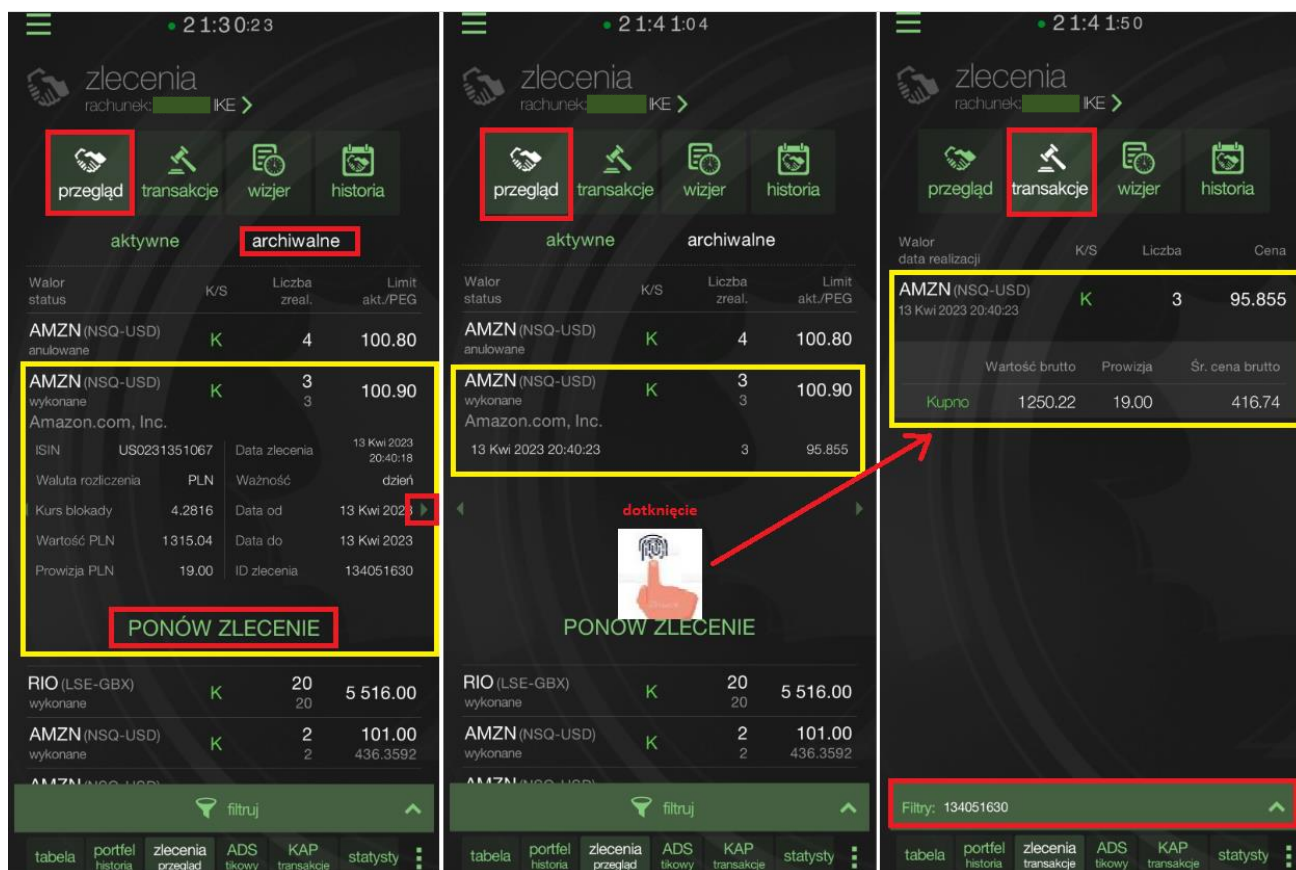 21:30:23
zlecenia
rachunek: IKE >
przegląd transakcje wizjer historia
aktywne archiwalne
Walor K/S Liczba Limit
status zreal. akt./PEG
AMZN (NSQ-USD) K 4 100.80
anulowane
AMZN (NSQ-USD) K 3 100.90
wykonane 3
Amazon.com, Inc.
ISIN US0231351067 Data zlecenia 13 Kwi 2023 20:40:18
Waluta rozliczenia PLN Ważność dzień
Kurs blokady 4.2816 Data od 13 Kwi 2023
Wartość PLN 1315.04 Data do 13 Kwi 2023
Prowizja PLN 19.00 ID zlecenia 134051630
PONÓW ZLECENIE
RIO (LSE-GBX) K 20 5 516.00
wykonane 20
AMZN (NSQ-USD) K 2 101.00
wykonane 2 436.3592
AMZN (NSQ-USD)
filtruj
tabela portfel historia zlecenia przegląd ADS tikowy KAP transakcje statysty
21:41:04
zlecenia
rachunek: IKE >
przegląd transakcje wizjer historia
aktywne archiwalne
Walor K/S Liczba Limit
status zreal. akt./PEG
AMZN (NSQ-USD) K 4 100.80
anulowane
AMZN (NSQ-USD) K 3 100.90
wykonane 3
Amazon.com, Inc.
13 Kwi 2023 20:40:23 3 95.855
dotknięcie
PONÓW ZLECENIE
RIO (LSE-GBX) K 20 5 516.00
wykonane 20
AMZN (NSQ-USD) K 2 101.00
wykonane 2 436.3592
AMZN (NSQ-USD)
filtruj
tabela portfel historia zlecenia przegląd ADS tikowy KAP transakcje statysty
21:41:50
zlecenia
rachunek: IKE >
przegląd transakcje wizjer historia
Walor K/S Liczba Cena
data realizacji
AMZN (NSQ-USD) K 3 95.855
13 Kwi 2023 20:40:23
Wartość brutto Prowizja Śr. cena brutto
Kupno 1250.22 19.00 416.74
Filtry: 134051630
tabela portfel historia zlecenia transakcje ADS tikowy KAP transakcje statysty